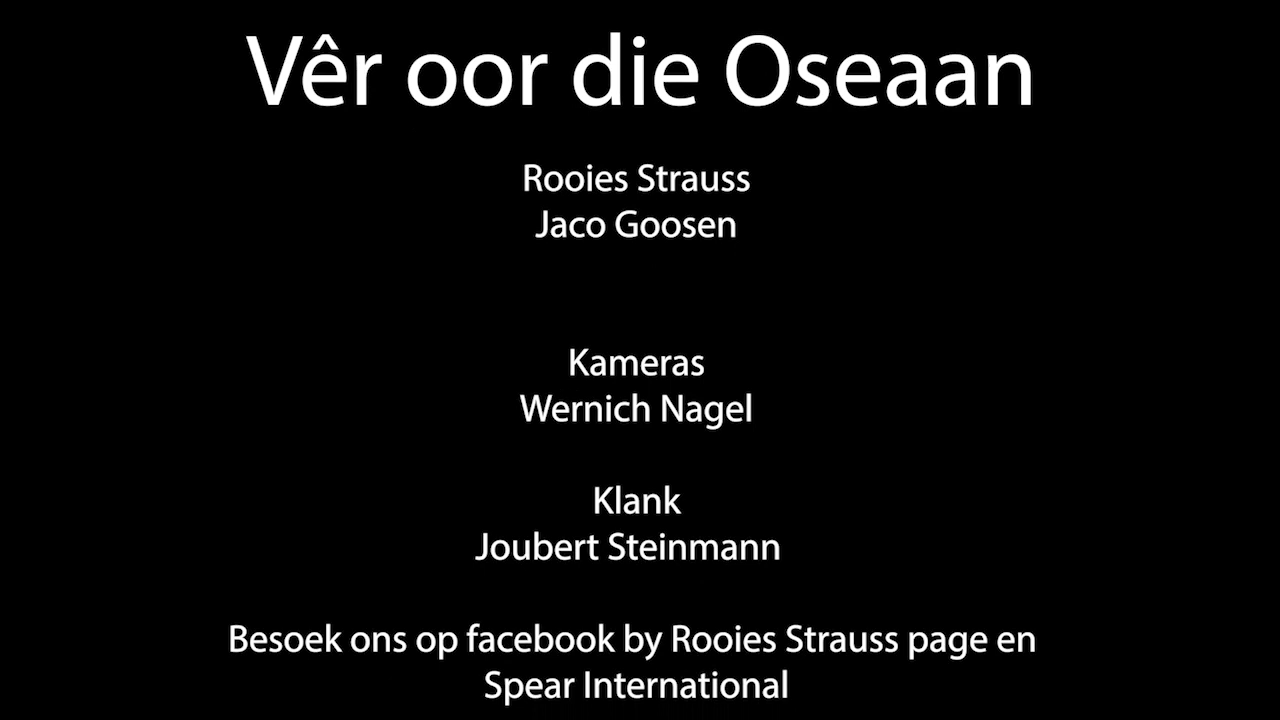 Vêr oor die Oseaan
Rooies Strauss
Jaco Goosen
Kameras
Wernich Nagel
Klank
Joubert Steinmann
Besoek ons op facebook by Rooies Strauss page en
Spear International